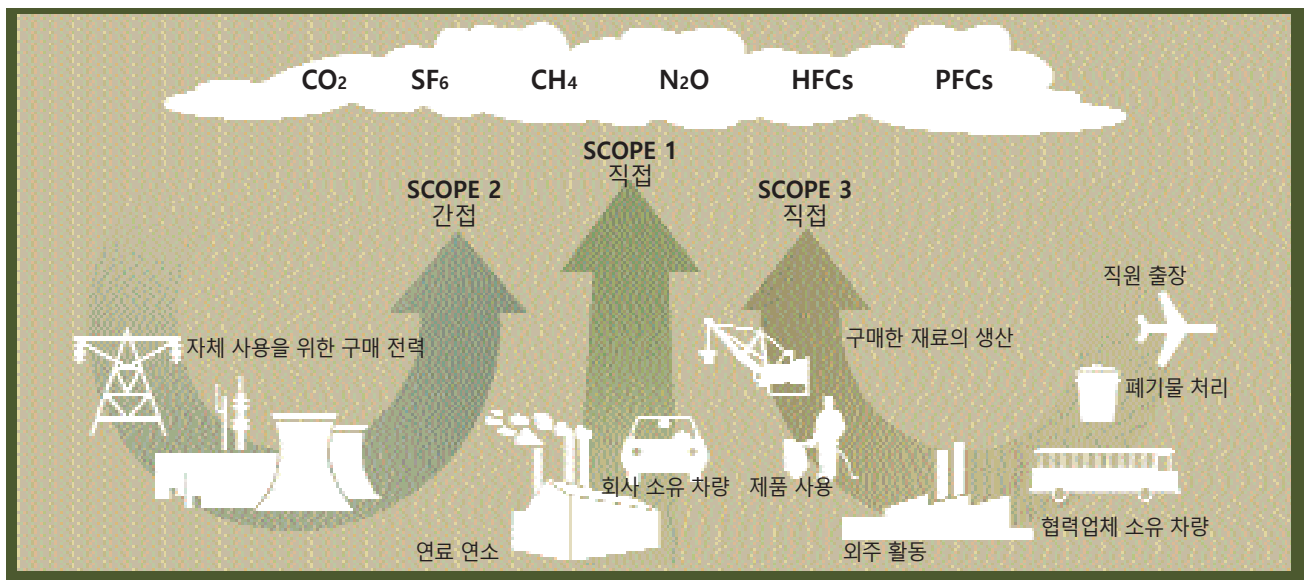 CO2 SF6 CH4 N2O HFCs PFCs
SCOPE 1
직접
SCOPE 2
간접
SCOPE 3
직접
직원 출장
자체 사용을 위한 구매 전력
구매한 재료의 생산
폐기물 처리
회사 소유 차량
제품 사용
협력업체 소유 차량
연료 연소
외주 활동